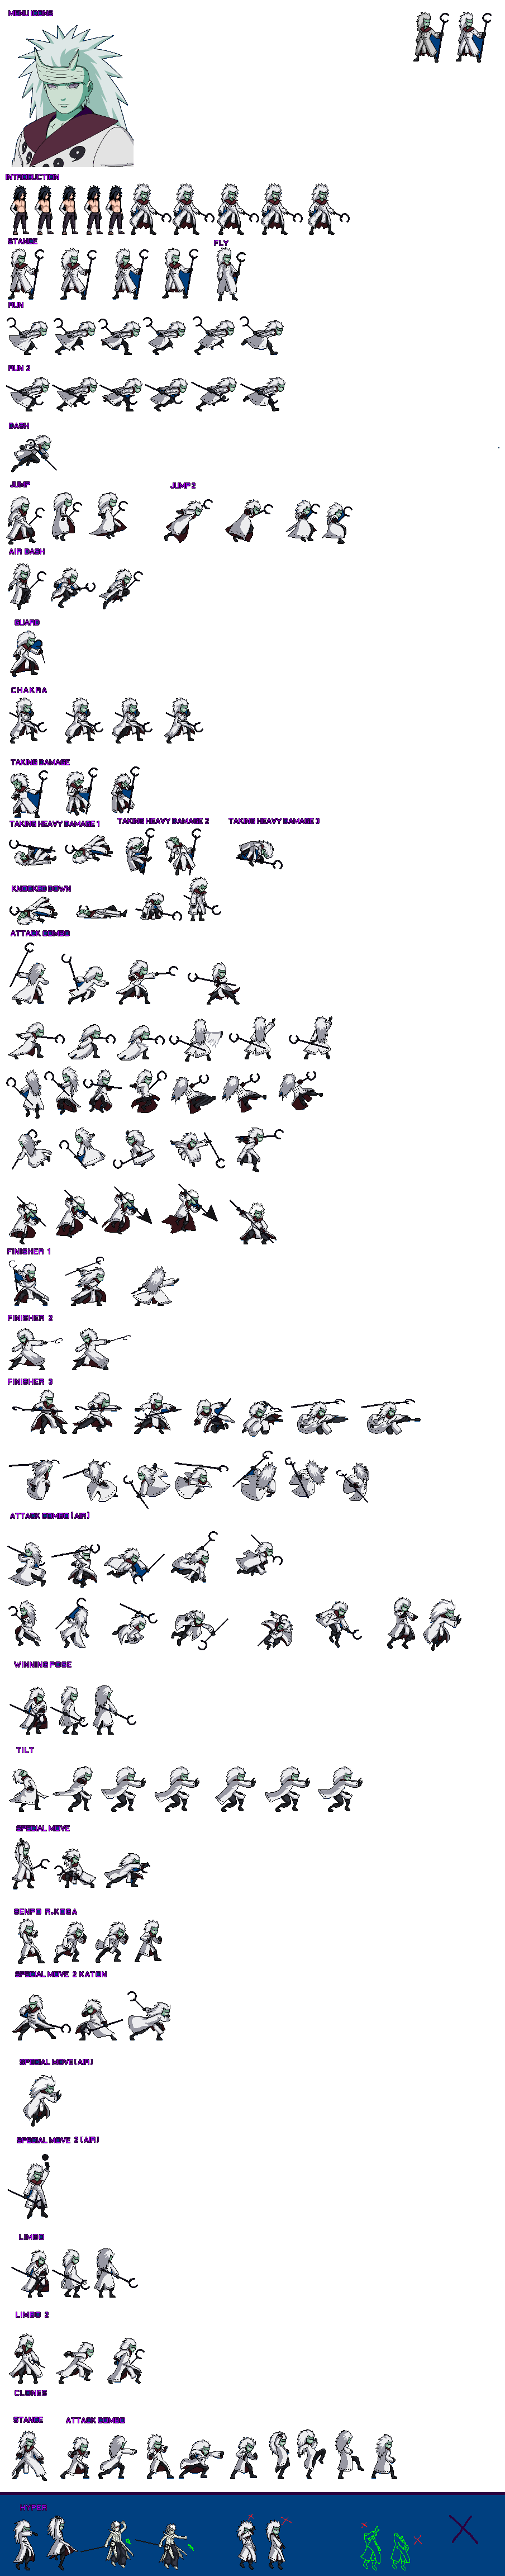 MENU ICONS
INTRODUCTION
STANCE FLY
RUN
RUN 2
DASH
JUMP JUMP 2
AIR DASH
GUARD
CHAKRA
TAKING DAMAGE
TAKING HEAVY DAMAGE 1 TAKING HEAVY DAMAGE 2 TAKING HEAVY DAMAGE 3
KNOCKED DOWN
ATTACK COMBO
FINISHER 1
FINISHER 2
FINISHER 3
ATTACK COMBO (AIR)
WINNING POSE
TILT
SPECIAL MOVE
SENPO
SPECIAL MOVE 2 KATON
SPECIAL MOVE (AIR)
SPECIAL MOVE 2 (AIR)
LIMBO
LIMBO 2
CLONES
STANCE ATTACK COMBO
HYPER